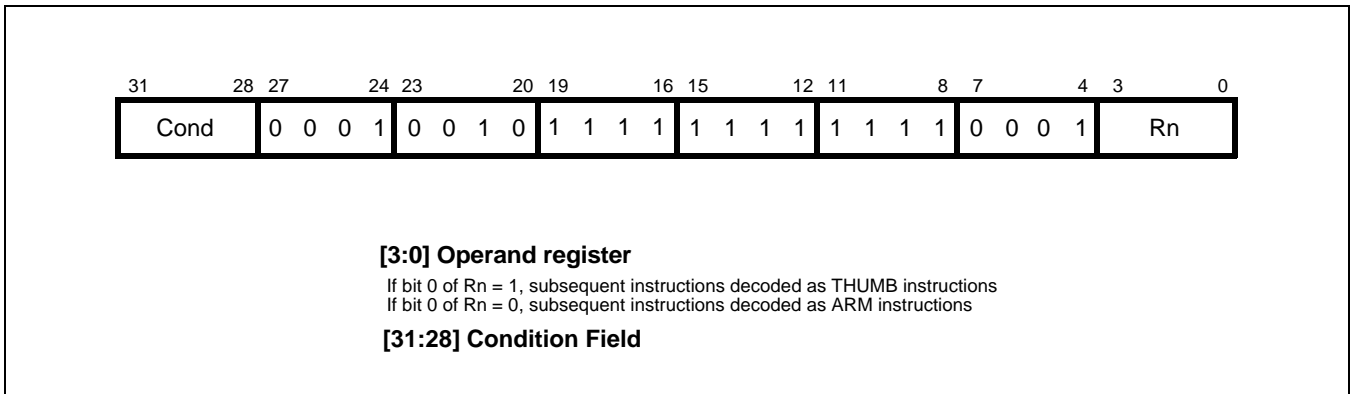 31 28 27 24 23 20 19 16 15 12 11 8 7 4 3 0
Cond 0 0 0 1 0 0 1 0 1 1 1 1 1 1 1 1 1 1 1 1 0 0 0 1 Rn
[3:0] Operand register
If bit 0 of Rn = 1, subsequent instructions decoded as THUMB instructions
If bit 0 of Rn = 0, subsequent instructions decoded as ARM instructions
[31:28] Condition Field